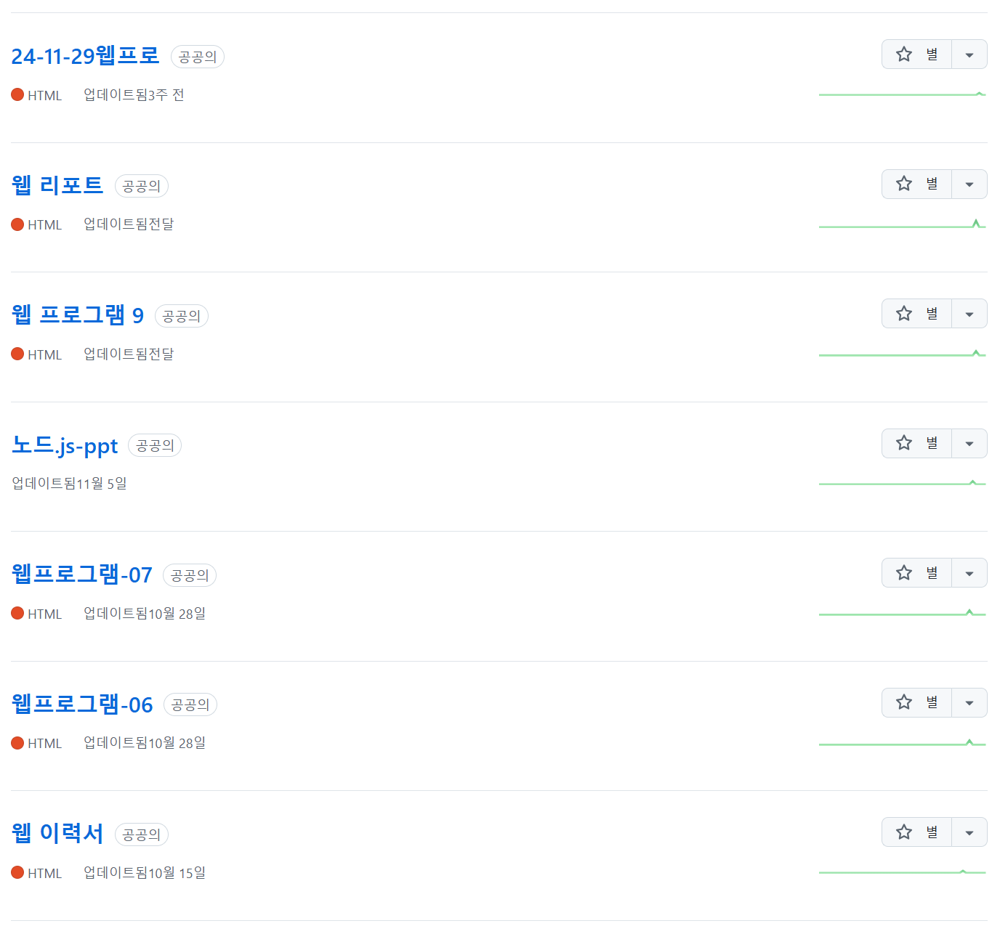 24-11-29웹프로 공공의 별
HTML 업데이트됨3주 전
웹 리포트 공공의 별
HTML 업데이트됨전달
웹 프로그램 9 공공의 별
HTML 업데이트됨전달
노드.js-ppt 공공의 별
업데이트됨11월 5일
웹프로그램-07 공공의 별
HTML 업데이트됨10월 28일
웹프로그램-06 공공의 별
HTML 업데이트됨10월 28일
웹 이력서 공공의 별
HTML 업데이트됨10월 15일